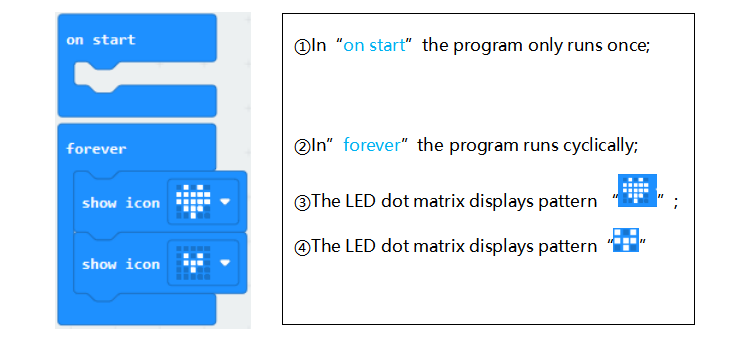 on start
forever
show icon
show icon
①In “on start” the program only runs once;
②In” forever” the program runs cyclically;
③The LED dot matrix displays pattern “ ” ;
④The LED dot matrix displays pattern “ ”